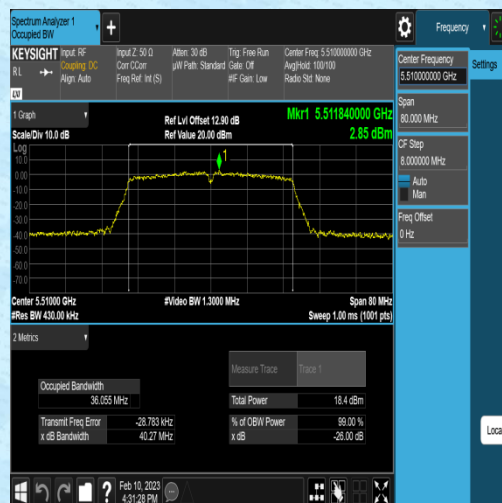 Spectrum Analyzer 1
Occupied BW
Frequency
KEYSIGHT
Input: RF
Coupling: DC
Align: Auto
Input Z: 50 Ω
Corr CCorr
Freq Ref: Int (S)
Atten: 30 dB
µW Path: Standard
Trig: Free Run
Gate: Off
#IF Gain: Low
Center Freq: 5.510000000 GHz
Avg|Hold: 100/100
Radio Std: None
RL
LXI
Center Frequency
5.510000000 GHz
Settings
Span
80.000 MHz
CF Step
8.000000 MHz
Auto
Man
Freq Offset
0 Hz
1 Graph
Scale/Div 10.0 dB
Ref Lvl Offset 12.90 dB
Ref Value 20.00 dBm
Mkr1 5.511840000 GHz
2.85 dBm
Log
10.0
0.00
-10.0
-20.0
-30.0
-40.0
-50.0
-60.0
-70.0
1
Center 5.51000 GHz
#Res BW 430.00 kHz
#Video BW 1.3000 MHz
Span 80 MHz
Sweep 1.00 ms (1001 pts)
2 Metrics
Measure Trace
Trace 1
Occupied Bandwidth
36.055 MHz
Total Power
18.4 dBm
Transmit Freq Error
-28.783 kHz
% of OBW Power
99.00 %
x dB Bandwidth
40.27 MHz
x dB
-26.00 dB
Loca
?
Feb 10, 2023
4:31:28 PM